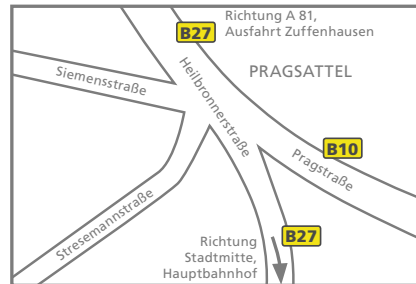 B27
Richtung A 81,
Ausfahrt Zuffenhausen
Siemensstraße
Heilbronnerstraße
PRAGSATTEL
B10
Pragstraße
Stresemannstraße
Richtung
Stadtmitte,
Hauptbahnhof
B27